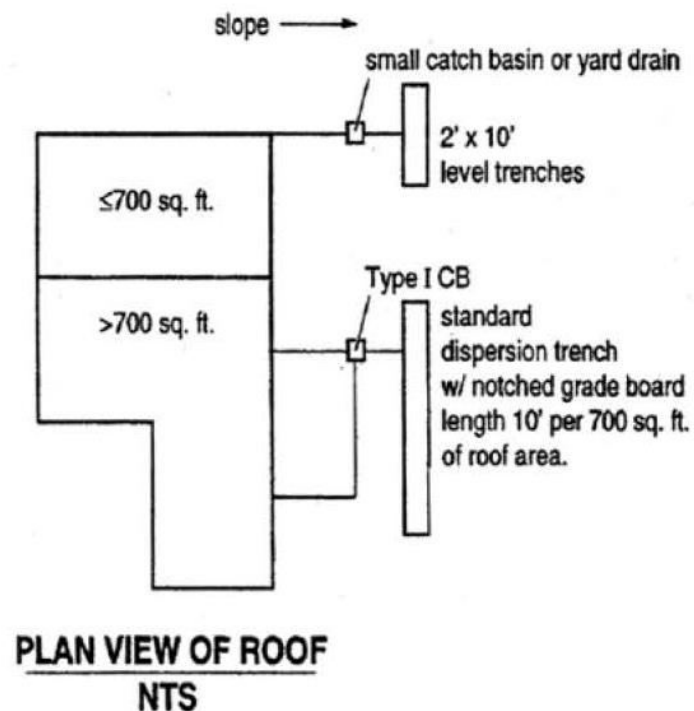 slope
small catch basin or yard drain
2' x 10'
level trenches
≤700 sq. ft.
Type I CB
>700 sq. ft.
standard
dispersion trench
w/ notched grade board
length 10' per 700 sq. ft.
of roof area.
PLAN VIEW OF ROOF
NTS